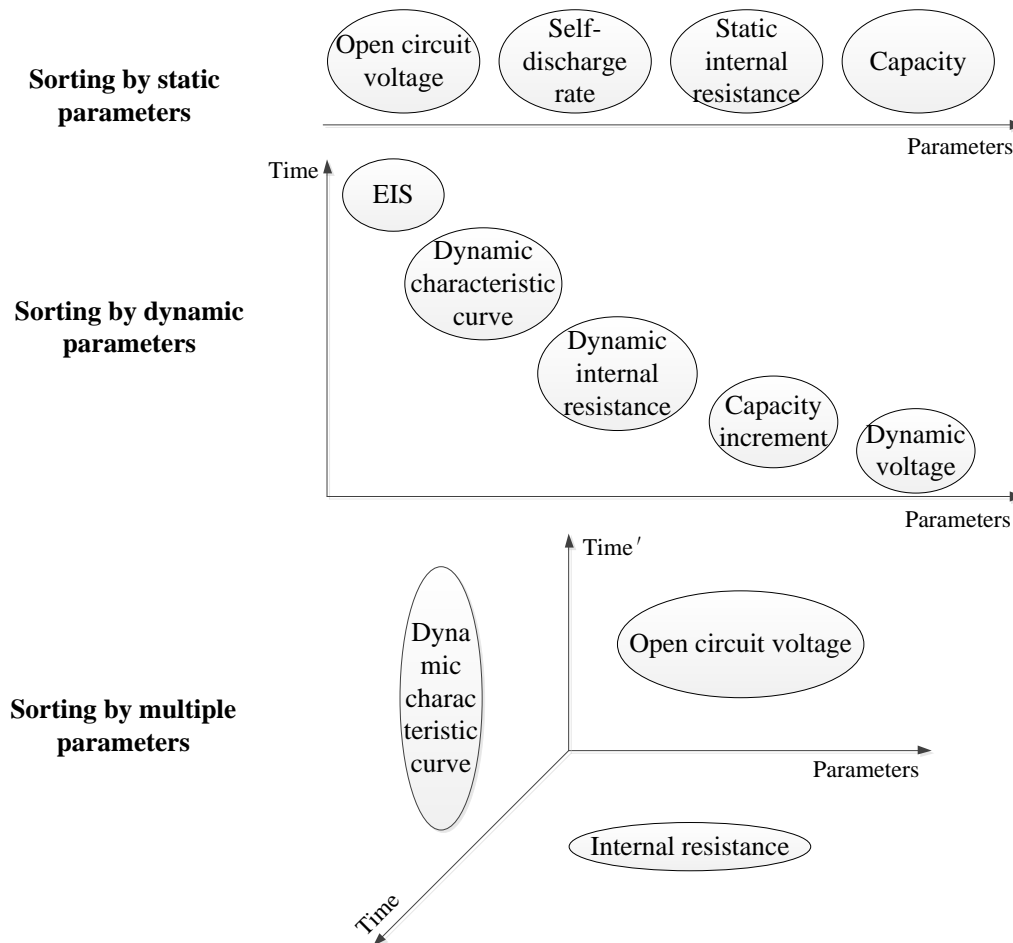 Sorting by static
parameters
Open circuit
voltage
Self-
discharge
rate
Static
internal
resistance
Capacity
Parameters
Sorting by dynamic
parameters
Time
EIS
Dynamic
characteristic
curve
Dynamic
internal
resistance
Capacity
increment
Dynamic
voltage
Parameters
Sorting by multiple
parameters
Time′
Dyna
mic
charac
teristic
curve
Open circuit voltage
Parameters
Internal resistance
Time